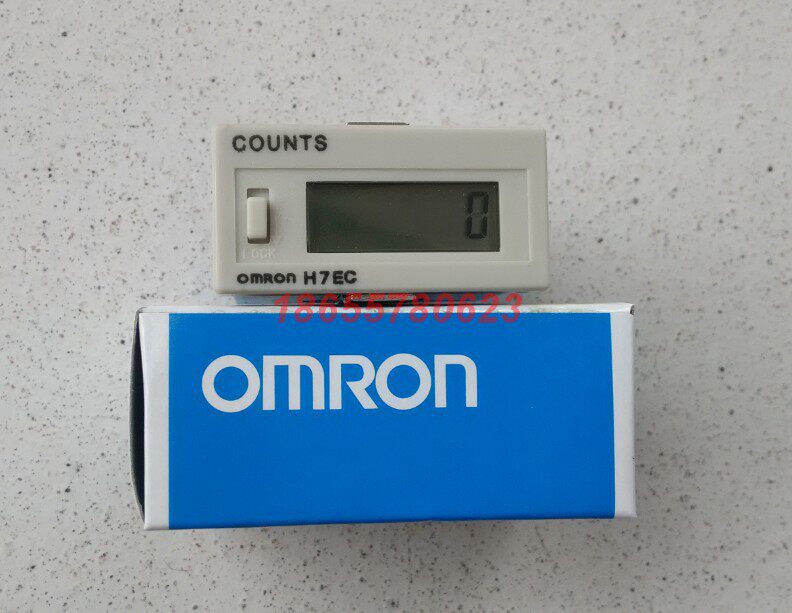 COUNTS
0
LOCK
OMRON H7EC
18655780623
OMRON